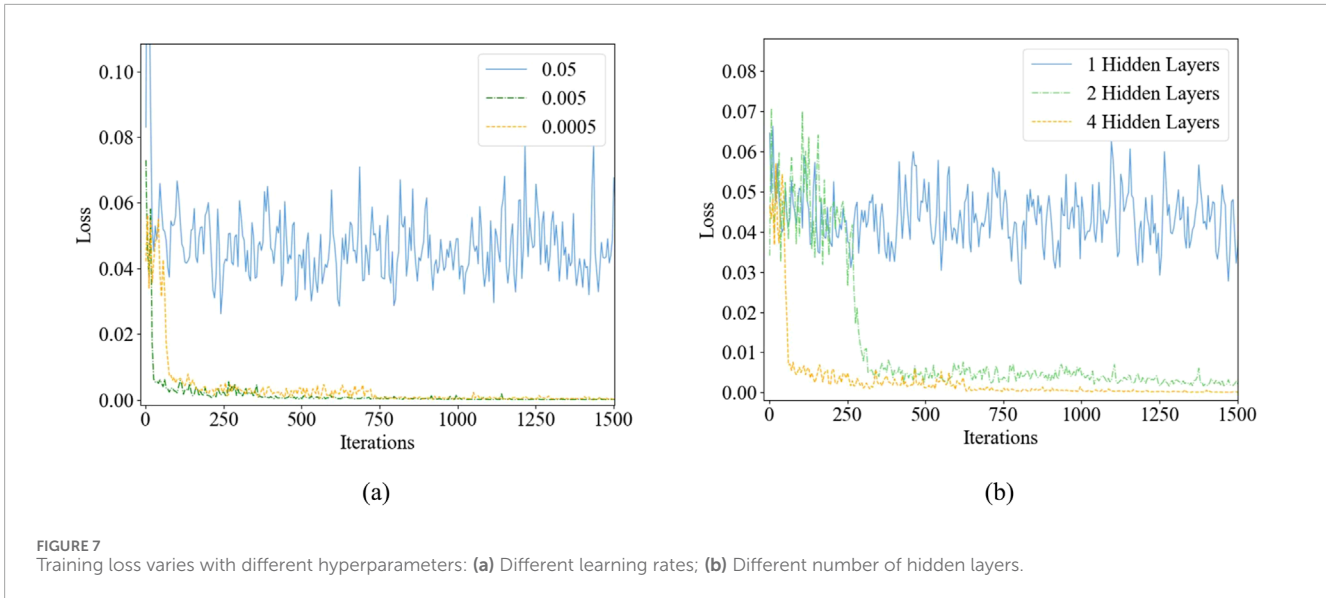 0.10
0.08
0.06
0.04
0.02
0.00
Loss
0.05
0.005
0.0005
0
250
500
750
1000
1250
1500
Iterations
(a)
0.08
0.07
0.06
0.05
0.04
0.03
0.02
0.01
0.00
Loss
1 Hidden Layers
2 Hidden Layers
4 Hidden Layers
0
250
500
750
1000
1250
1500
Iterations
(b)
FIGURE 7
Training loss varies with different hyperparameters: (a) Different learning rates; (b) Different number of hidden layers.